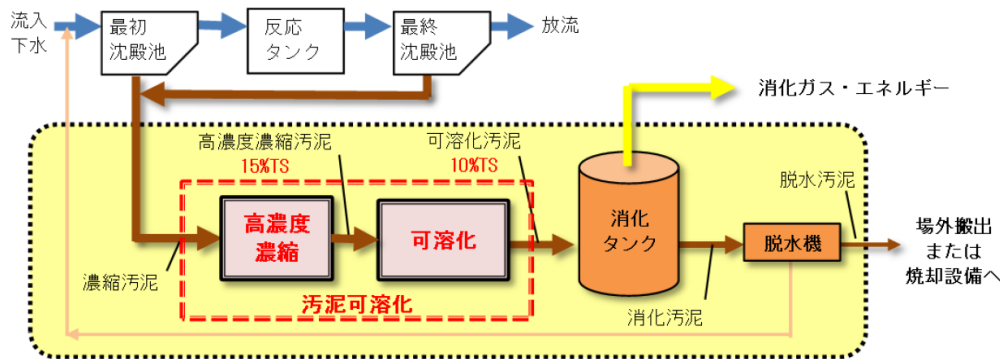 流入
下水
最初
沈殿池
反応
タンク
最終
沈殿池
放流
消化ガス・エネルギー
高濃度濃縮汚泥
15%TS
可溶化汚泥
10%TS
脱水汚泥
高濃度
濃縮
可溶化
消化
タンク
脱水機
場外搬出
または
焼却設備へ
濃縮汚泥
汚泥可溶化
消化汚泥